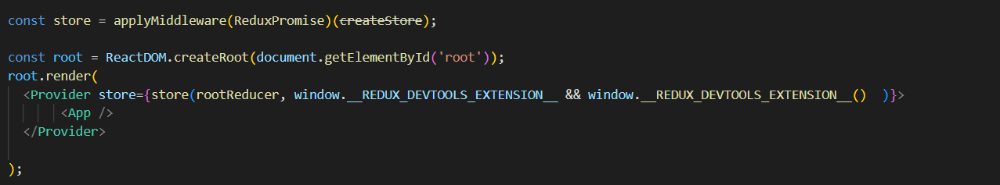 const store = applyMiddleware(ReduxPromise)(createStore);
const root = ReactDOM.createRoot(document.getElementById('root'));
root.render(
<Provider store={store(rootReducer, window.__REDUX_DEVTOOLS_EXTENSION__ && window.__REDUX_DEVTOOLS_EXTENSION__()  )}>
<App />
</Provider>
);